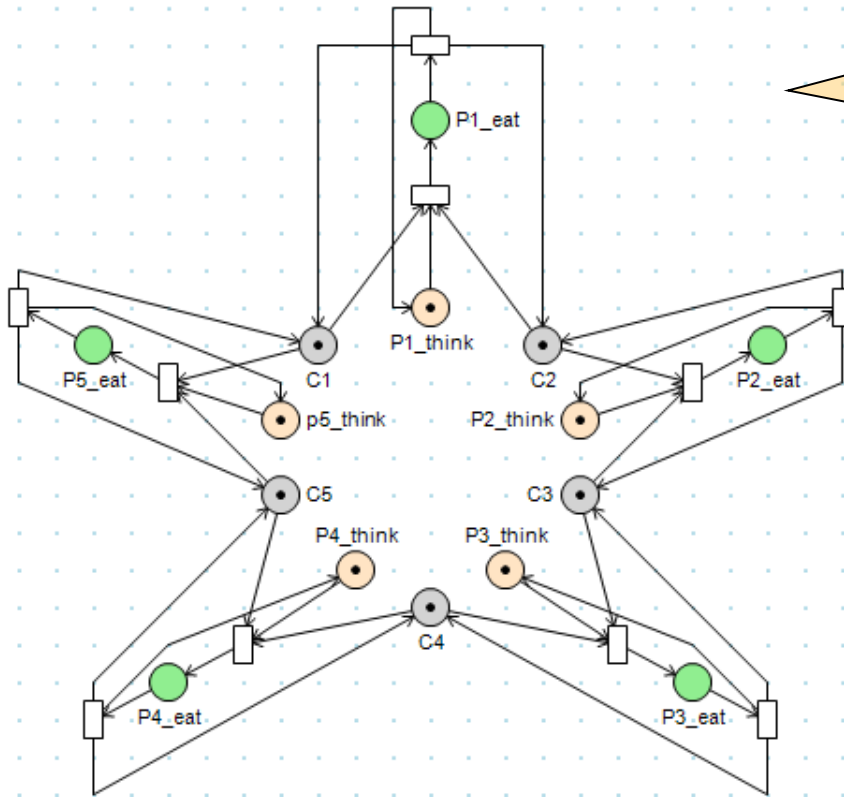 P1_eat
P1_think
C1
C2
P5_eat
P2_eat
p5_think
P2_think
C5
C3
P4_think
P3_think
C4
P4_eat
P3_eat